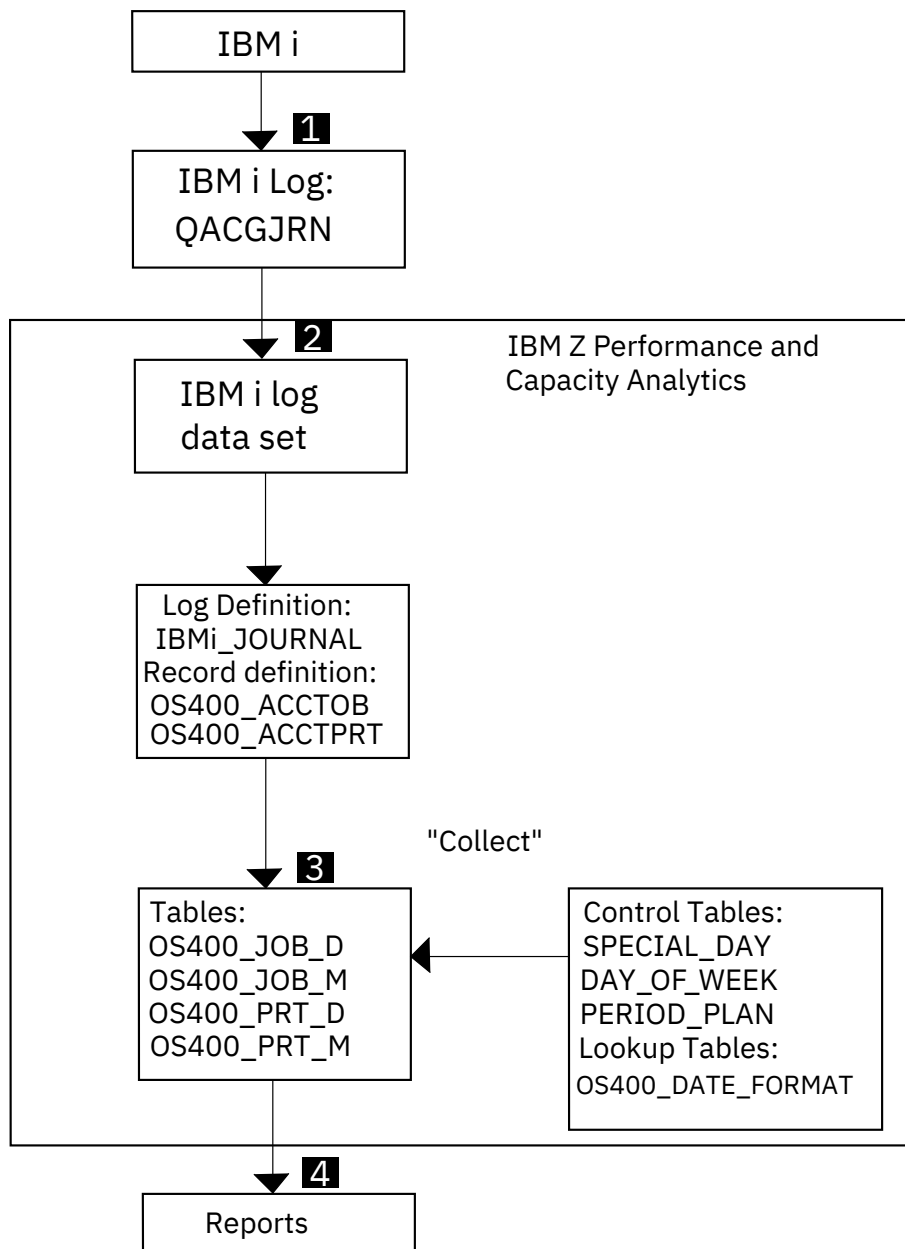 IBM i
1
IBM i Log:
QACGJRN
2
IBM Z Performance and
Capacity Analytics
IBM i log
data set
Log Definition:
IBMi_JOURNAL
Record definition:
OS400_ACCTOB
OS400_ACCTPRT
"Collect"
3
Tables:
OS400_JOB_D
OS400_JOB_M
OS400_PRT_D
OS400_PRT_M
Control Tables:
SPECIAL_DAY
DAY_OF_WEEK
PERIOD_PLAN
Lookup Tables:
OS400_DATE_FORMAT
4
Reports